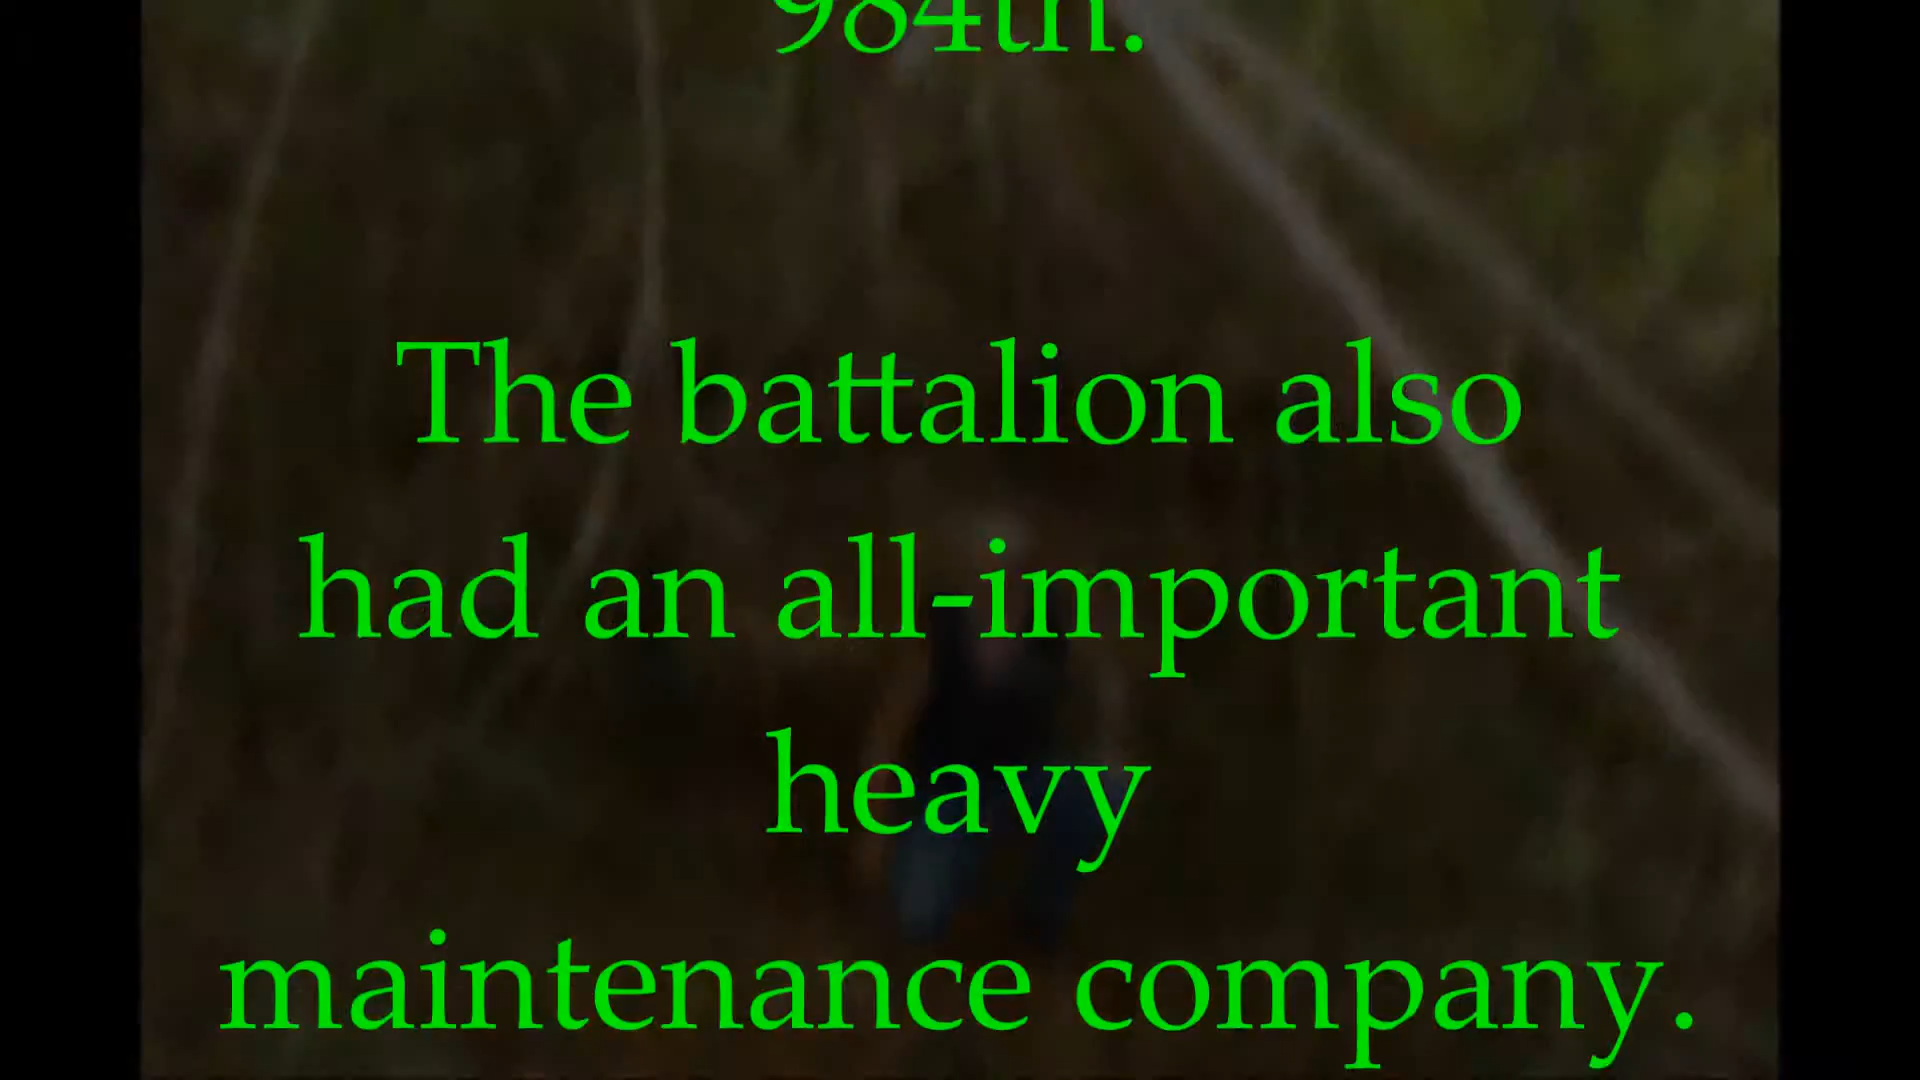 984th.
The battalion also
had an all-important
heavy
maintenance company.